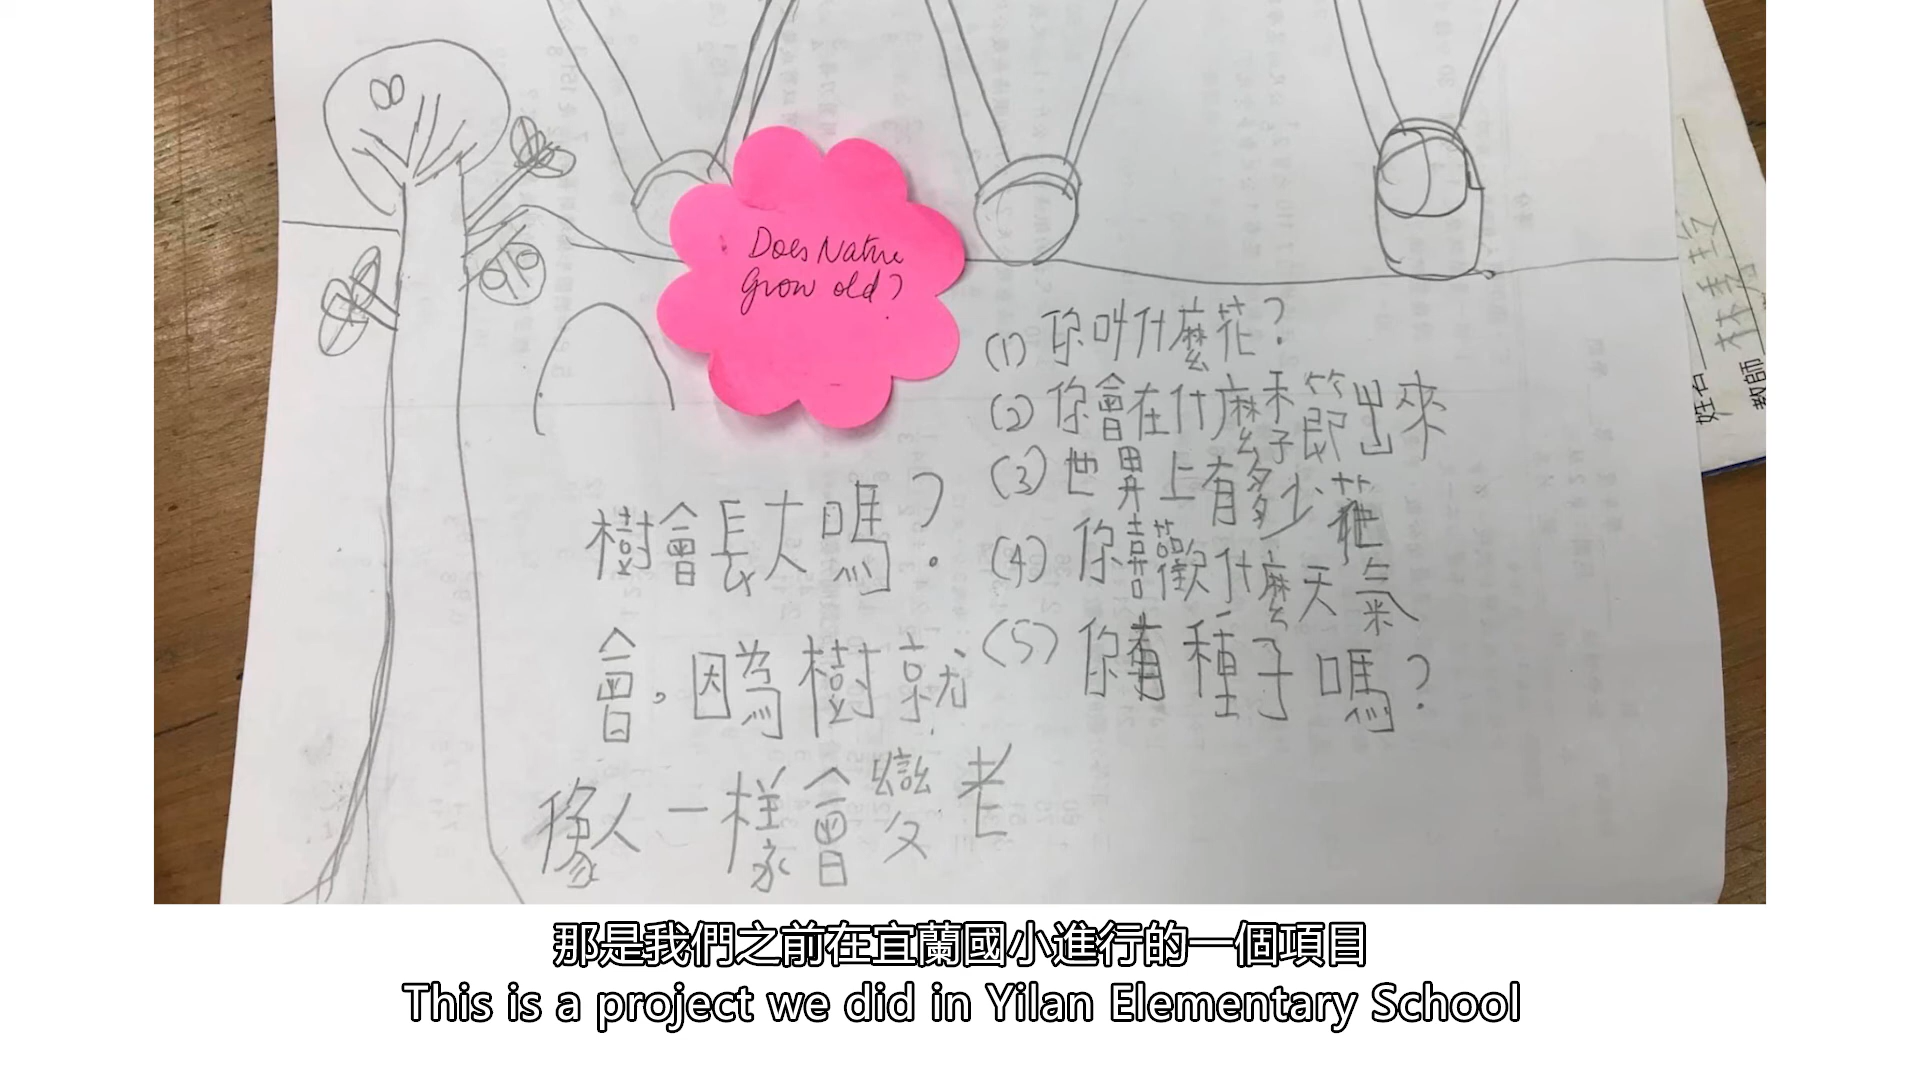 Does Nature
Grow old?
(1) 你叫什麼花?
(2) 你會在什麼季節出來
(3) 世界上有多少花
(4) 你喜歡什麼天氣
(5) 你有種子嗎?
樹會長大嗎?
會。因為樹就
像人一樣會變老
姓名
教師
那是我們之前在宜蘭國小進行的一個項目
This is a project we did in Yilan Elementary School